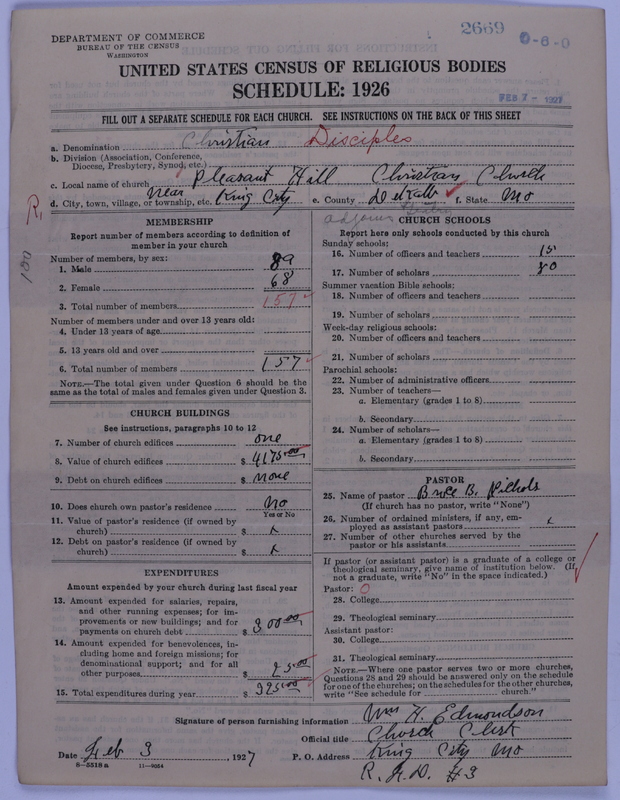 2669
0-6-0
DEPARTMENT OF COMMERCE
BUREAU OF THE CENSUS
WASHINGTON
UNITED STATES CENSUS OF RELIGIOUS BODIES
SCHEDULE: 1926
FEB 7 - 1927
FILL OUT A SEPARATE SCHEDULE FOR EACH CHURCH. SEE INSTRUCTIONS ON THE BACK OF THIS SHEET
a. Denomination Christian Disciples
b. Division (Association, Conference,
Diocese, Presbytery, Synod, etc.)
c. Local name of church Pleasant Hill Christian Church
d. City, town, village, or township, etc. Near King City e. County DeKalb f. State Mo
R,
100
MEMBERSHIP
Report number of members according to definition of
member in your church
Number of members, by sex:
1. Male 89
2. Female 68
3. Total number of members 157
Number of members under and over 13 years old:
4. Under 13 years of age
5. 13 years old and over
6. Total number of members 157
NOTE.—The total given under Question 6 should be the
same as the total of males and females given under Question 3.
CHURCH BUILDINGS
See instructions, paragraphs 10 to 12
7. Number of church edifices one
8. Value of church edifices $ 4175.00
9. Debt on church edifices $ none
10. Does church own pastor's residence No
Yes or No
11. Value of pastor's residence (if owned by
church) $ x
12. Debt on pastor's residence (if owned by
church) $ x
EXPENDITURES
Amount expended by your church during last fiscal year
13. Amount expended for salaries, repairs,
and other running expenses; for im-
provements or new buildings; and for
payments on church debt $ 300.00
14. Amount expended for benevolences, in-
cluding home and foreign missions; for
denominational support; and for all
other purposes $ 25.00
15. Total expenditures during year $ 325.00
CHURCH SCHOOLS
Report here only schools conducted by this church
Sunday schools:
16. Number of officers and teachers 15
17. Number of scholars 80
Summer vacation Bible schools:
18. Number of officers and teachers
19. Number of scholars
Week-day religious schools:
20. Number of officers and teachers
21. Number of scholars
Parochial schools:
22. Number of administrative officers
23. Number of teachers—
a. Elementary (grades 1 to 8)
b. Secondary
24. Number of scholars—
a. Elementary (grades 1 to 8)
b. Secondary
PASTOR
25. Name of pastor B. Nichols
(If church has no pastor, write "None")
26. Number of ordained ministers, if any, em-
ployed as assistant pastors x
27. Number of other churches served by the
pastor or his assistants
If pastor (or assistant pastor) is a graduate of a college or
theological seminary, give name of institution below. (If
not a graduate, write "No" in the space indicated.)
Pastor: 0
28. College
29. Theological seminary
Assistant pastor:
30. College
31. Theological seminary
NOTE.—Where one pastor serves two or more churches,
Questions 28 and 29 should be answered only on the schedule
for one of the churches; on the schedules for the other churches,
write "See schedule for church."
Signature of person furnishing information Wm H. Edmondson
Official title Church Clerk
Date Feb 3, 1927 P. O. Address King City Mo
8-5518 a 11-9054
R. F. D. #3